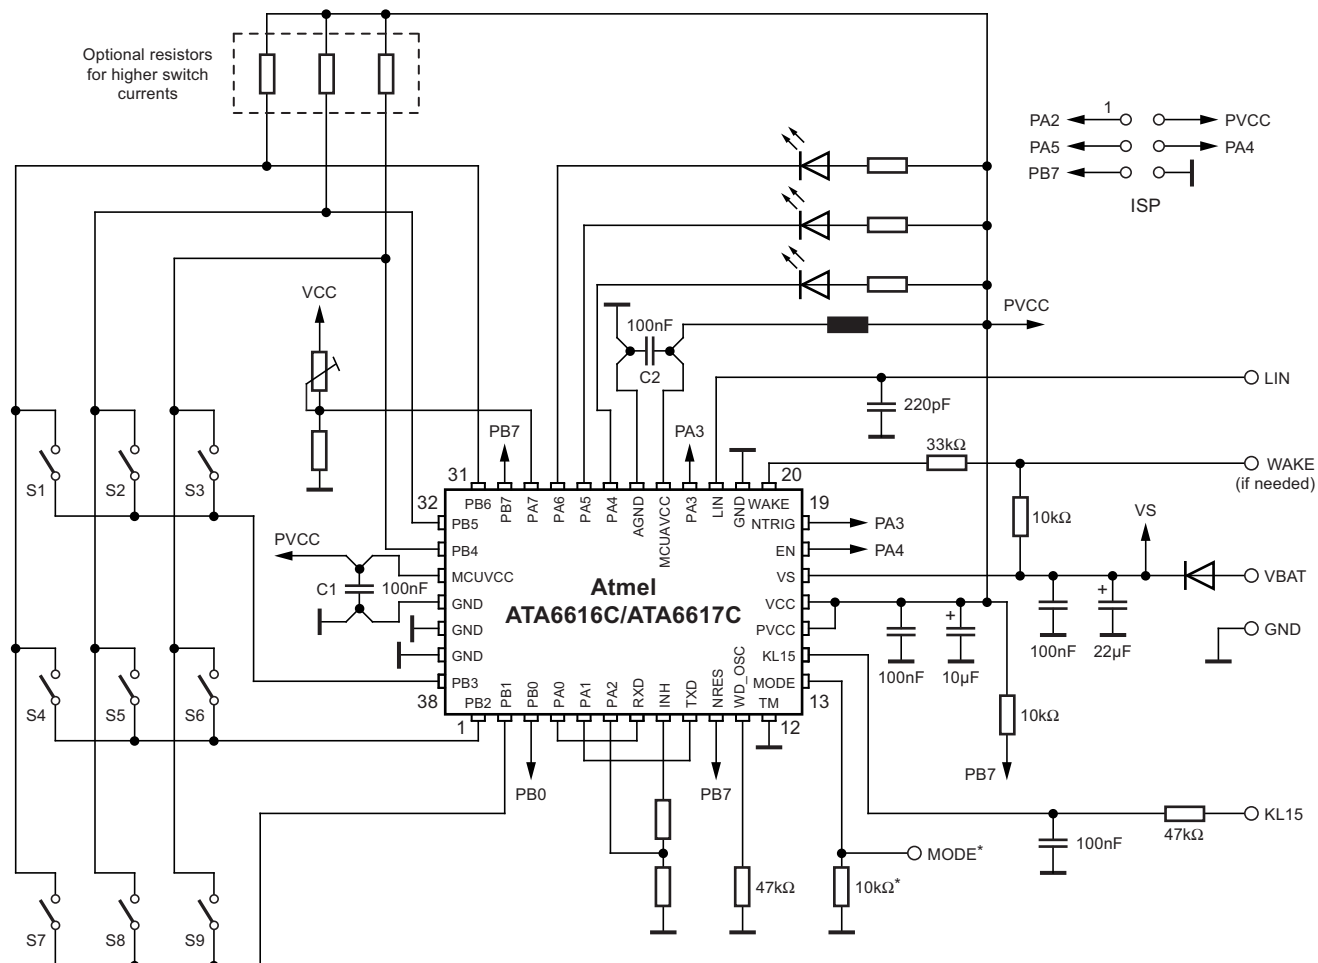 Optional resistors
for higher switch
currents
1
PA2
PVCC
PA5
PA4
PB7
ISP
VCC
PVCC
100nF
C2
LIN
220pF
PB7
PA3
33kΩ
WAKE
(if needed)
10kΩ
VS
S1
S2
S3
31
20
32
19
PB6
PB7
PA7
PA6
PA5
PA4
AGND
MCUAVCC
PA3
LIN
GND
WAKE
PB5
NTRIG
PA3
PB4
EN
PA4
PVCC
C1
100nF
MCUVCC
Atmel
VS
VBAT
GND
ATA6616C/ATA6617C
VCC
+
+
GND
PVCC
100nF
22µF
GND
GND
KL15
100nF
10µF
PB3
MODE
38
13
PB2
PB1
PB0
PA0
PA1
PA2
RXD
INH
TXD
NRES
WD_OSC
TM
1
12
S4
S5
S6
10kΩ
PB0
PB7
PB7
KL15
47kΩ
100nF
MODE*
47kΩ
10kΩ*
S7
S8
S9